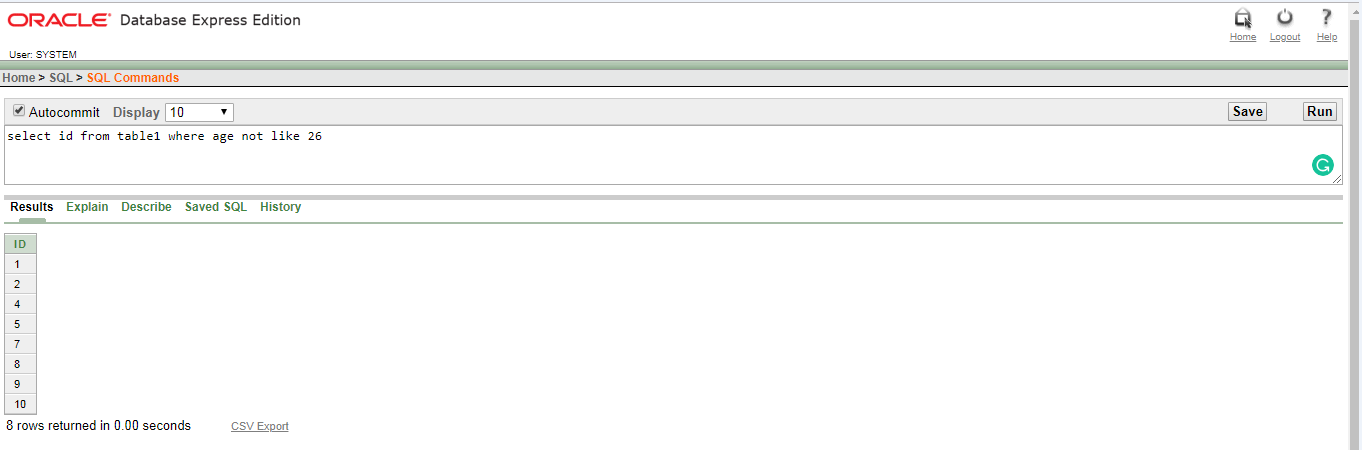 ORACLE Database Express Edition
Home Logout Help
User: SYSTEM
Home > SQL > SQL Commands
Autocommit Display 10 Save Run
select id from table1 where age not like 26
Results Explain Describe Saved SQL History
ID
1
2
4
5
7
8
9
10
8 rows returned in 0.00 seconds CSV Export